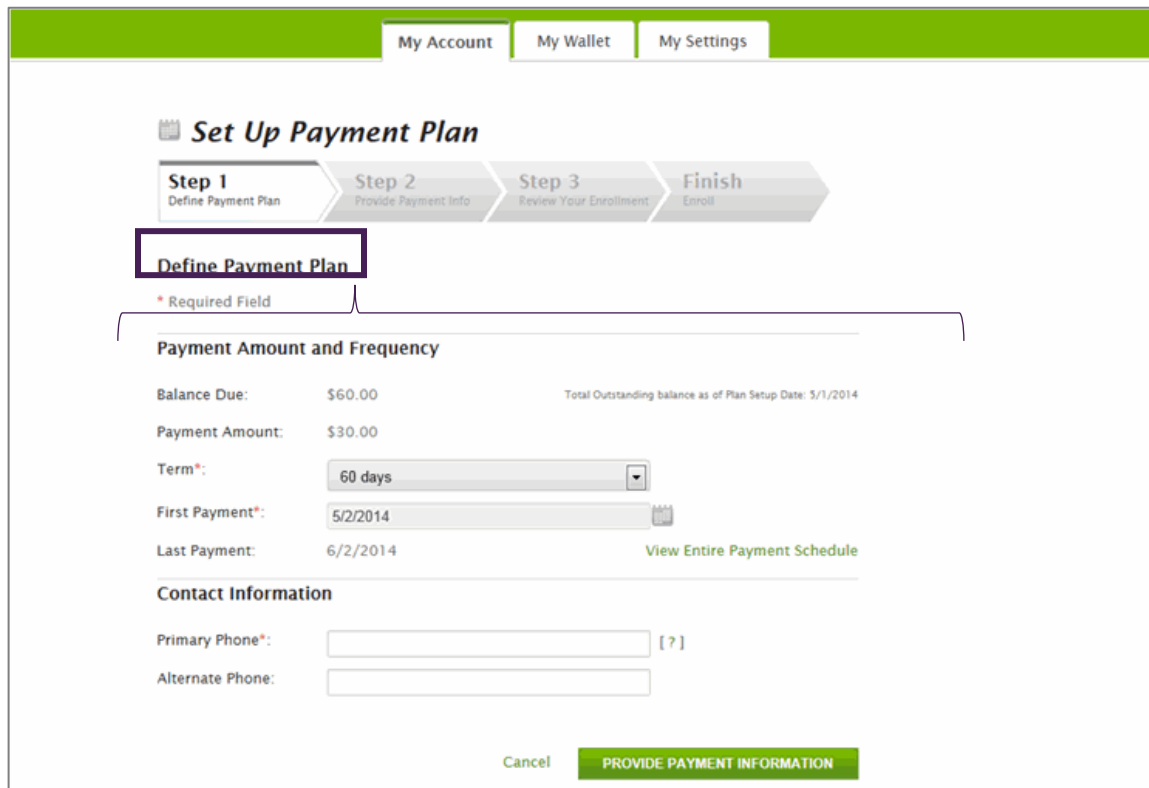 My Account My Wallet My Settings
Set Up Payment Plan
Step 1 Step 2 Step 3 Finish
Define Payment Plan Provide Payment Info Review Your Enrollment Enroll
Define Payment Plan
* Required Field
Payment Amount and Frequency
Balance Due: $60.00 Total Outstanding balance as of Plan Setup Date: 5/1/2014
Payment Amount: $30.00
Term*: 60 days
First Payment*: 5/2/2014
Last Payment: 6/2/2014 View Entire Payment Schedule
Contact Information
Primary Phone*: [?]
Alternate Phone:
Cancel PROVIDE PAYMENT INFORMATION